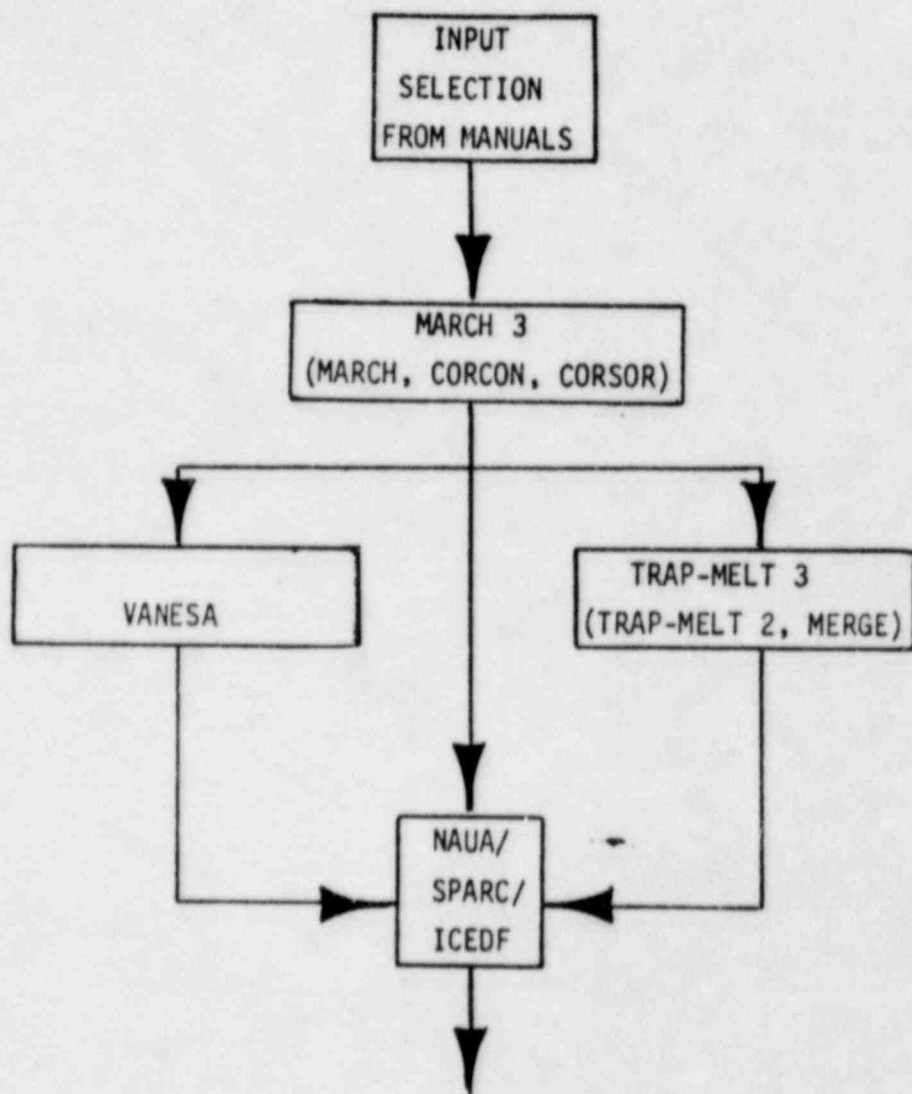 INPUT
SELECTION
FROM MANUALS
MARCH 3
(MARCH, CORCON, CORSOR)
VANESA
TRAP-MELT 3
(TRAP-MELT 2, MERGE)
NAUA/
SPARC/
ICEDF